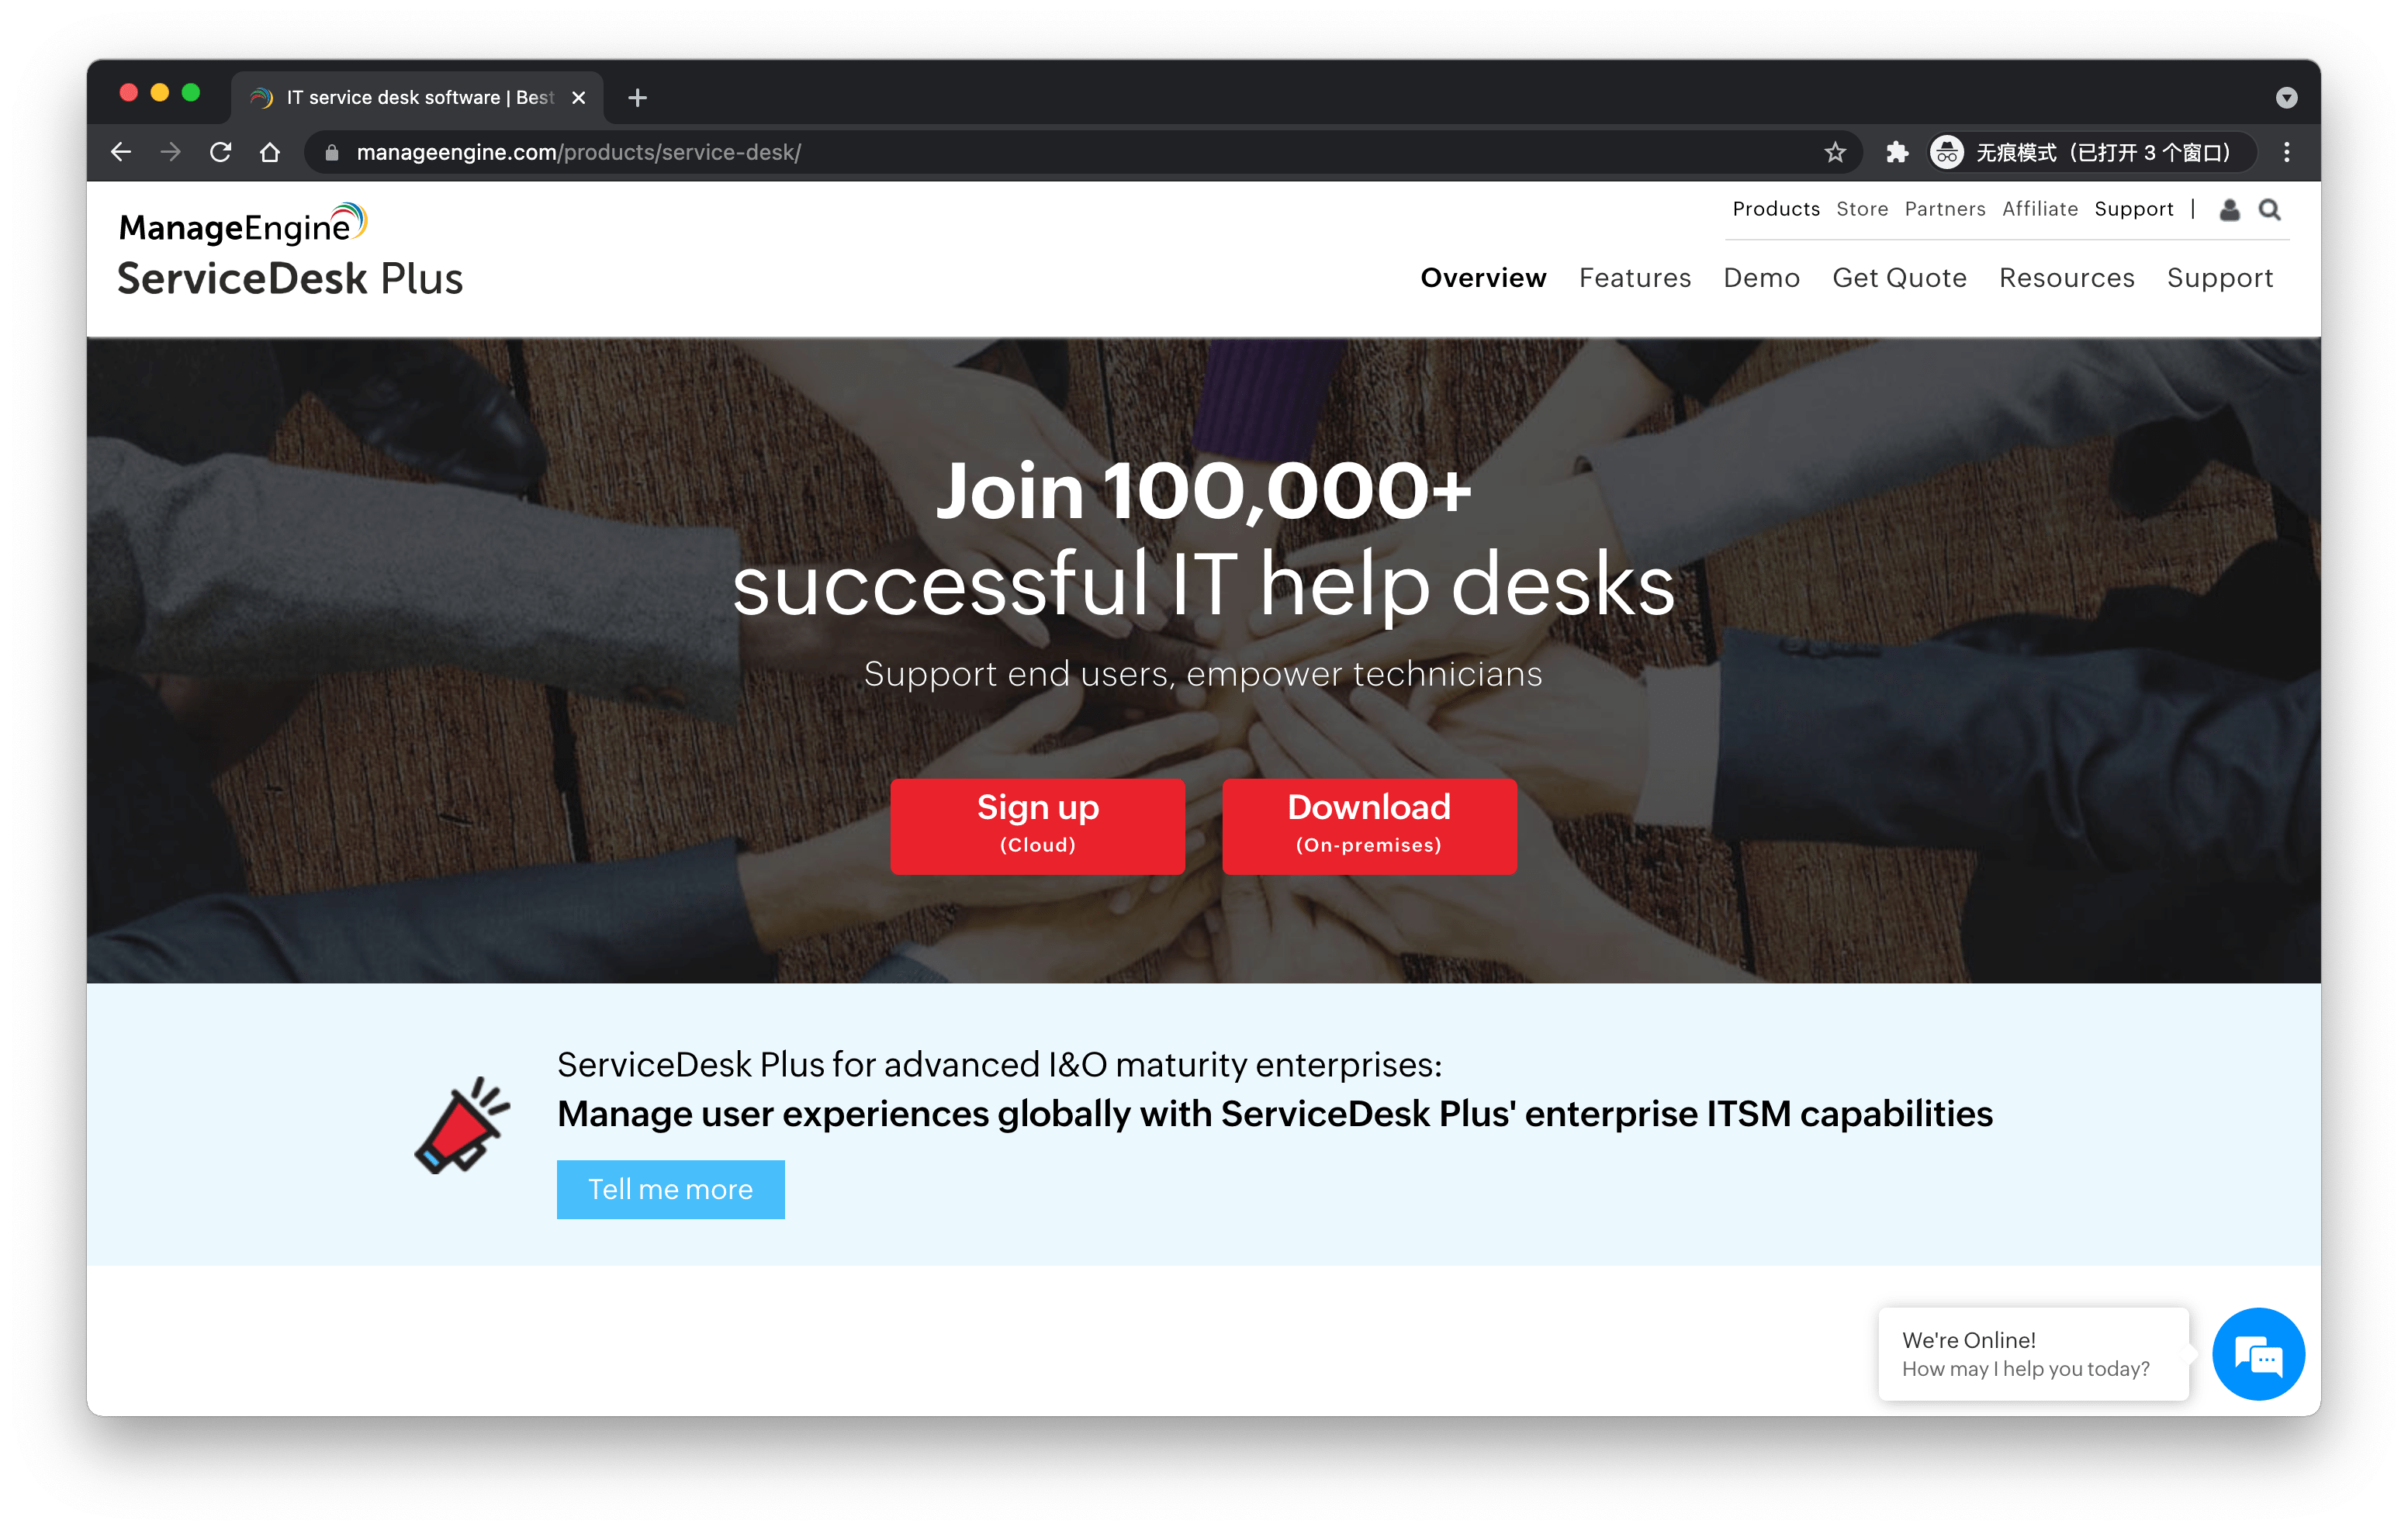 IT service desk software | Best
manageengine.com/products/service-desk/
无痕模式（已打开 3 个窗口）
ManageEngine
ServiceDesk Plus
Products Store Partners Affiliate Support |
Overview Features Demo Get Quote Resources Support
Join 100,000+
successful IT help desks
Support end users, empower technicians
Sign up
(Cloud)
Download
(On-premises)
ServiceDesk Plus for advanced I&O maturity enterprises:
Manage user experiences globally with ServiceDesk Plus' enterprise ITSM capabilities
Tell me more
We're Online!
How may I help you today?